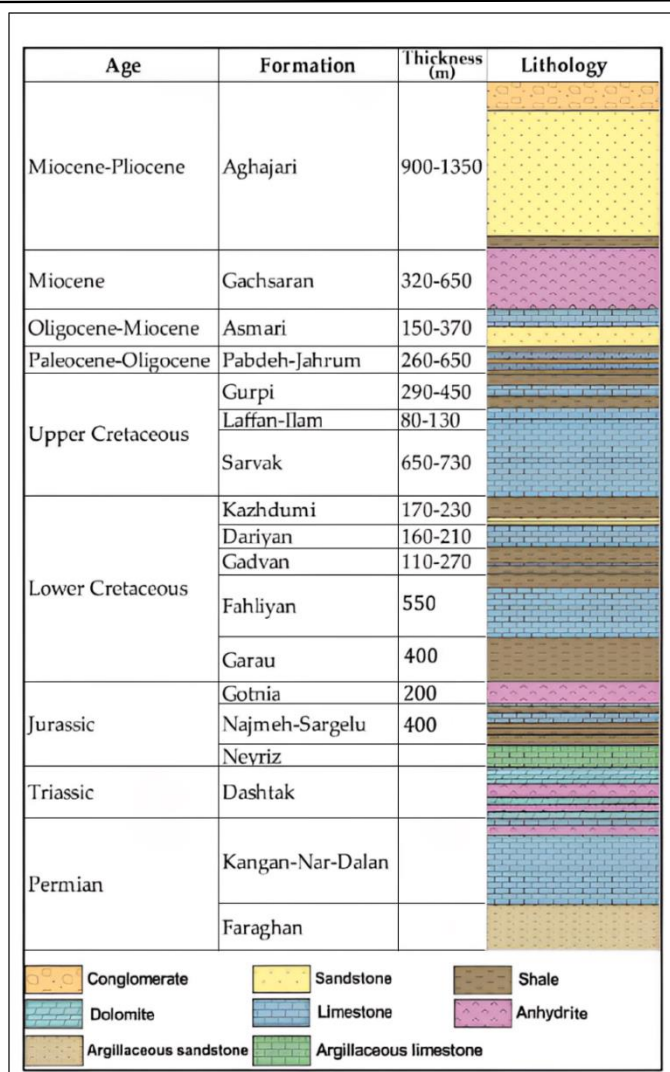 Age Formation Thickness (m) Lithology
Miocene-Pliocene Aghajari 900-1350
Miocene Gachsaran 320-650
Oligocene-Miocene Asmari 150-370
Paleocene-Oligocene Pabdeh-Jahrum 260-650
Upper Cretaceous Gurpi 290-450
Laffan-Ilam 80-130
Sarvak 650-730
Lower Cretaceous Kazhdumi 170-230
Dariyan 160-210
Gadvan 110-270
Fahliyan 550
Garau 400
Jurassic Gotnia 200
Najmeh-Sargelu 400
Neyriz
Triassic Dashtak
Permian Kangan-Nar-Dalan
Faraghan
Conglomerate Sandstone Shale
Dolomite Limestone Anhydrite
Argillaceous sandstone Argillaceous limestone